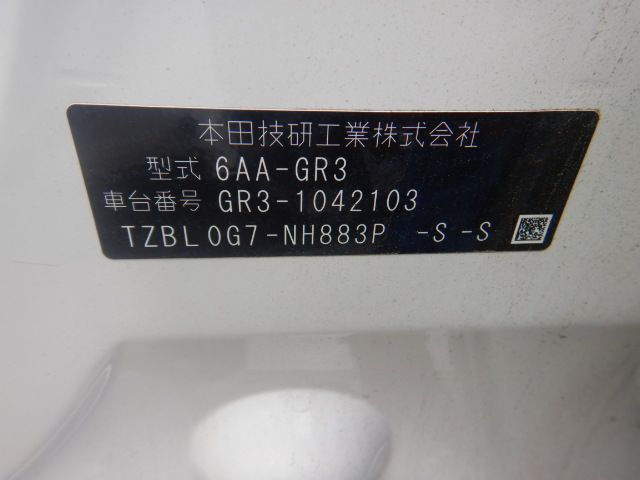 本田技研工業株式会社
型式 6AA-GR3
車台番号 GR3-1042103
TZBL0G7-NH883P -S -S